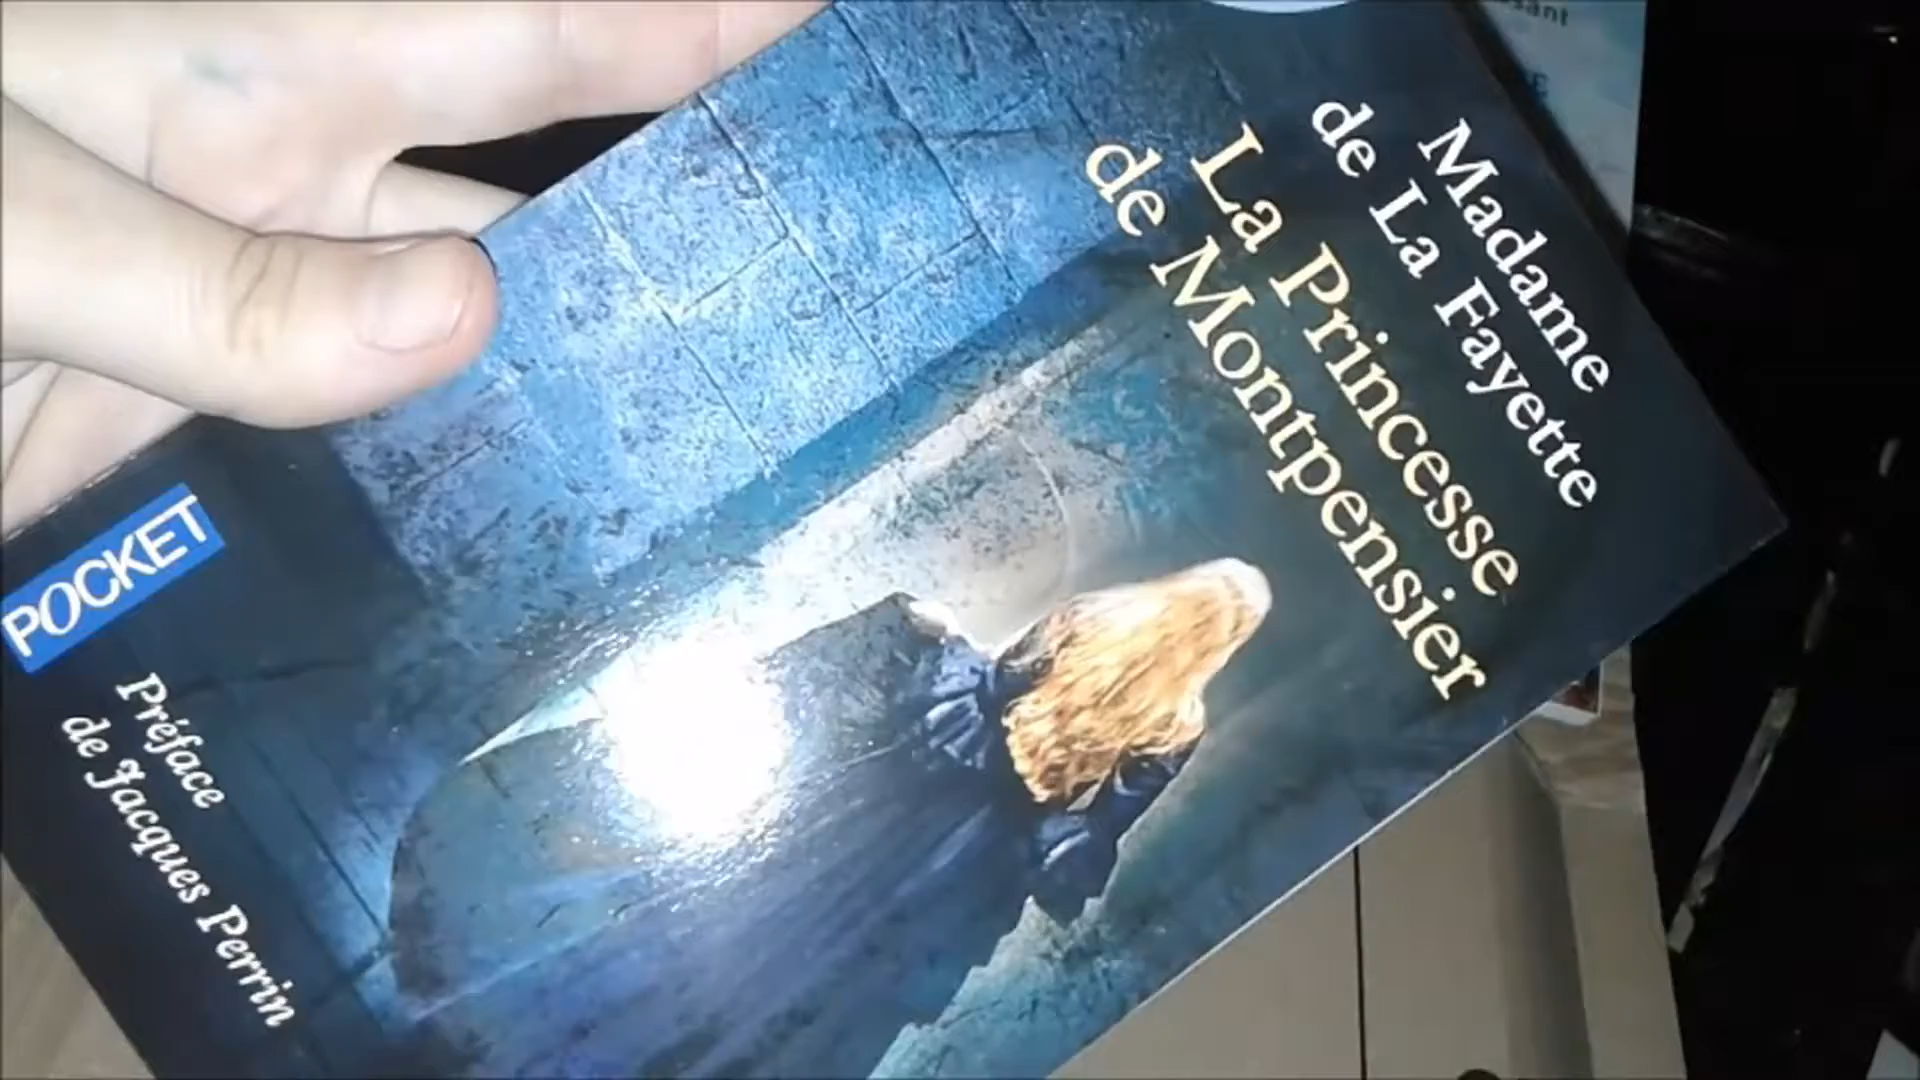 Madame
de La Fayette
La Princesse
de Montpensier
POCKET
Préface
de Jacques Perrin